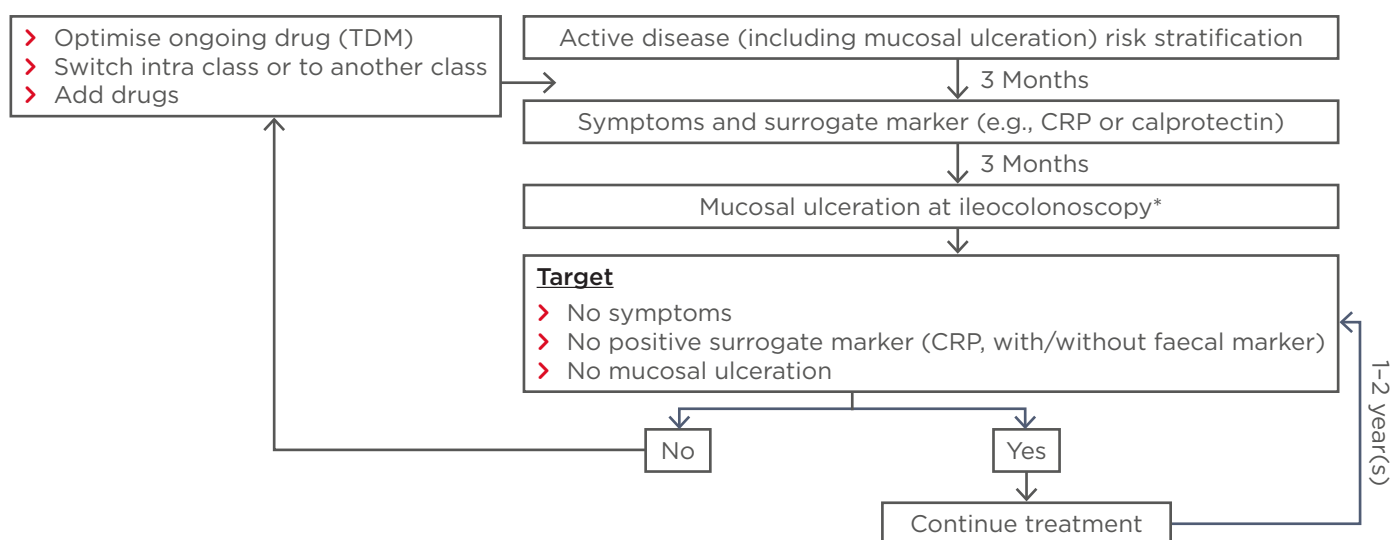 Optimise ongoing drug (TDM)
Switch intra class or to another class
Add drugs
Active disease (including mucosal ulceration) risk stratification
3 Months
Symptoms and surrogate marker (e.g., CRP or calprotectin)
3 Months
Mucosal ulceration at ileocolonoscopy*
Target
No symptoms
No positive surrogate marker (CRP, with/without faecal marker)
No mucosal ulceration
1-2 year(s)
No
Yes
Continue treatment